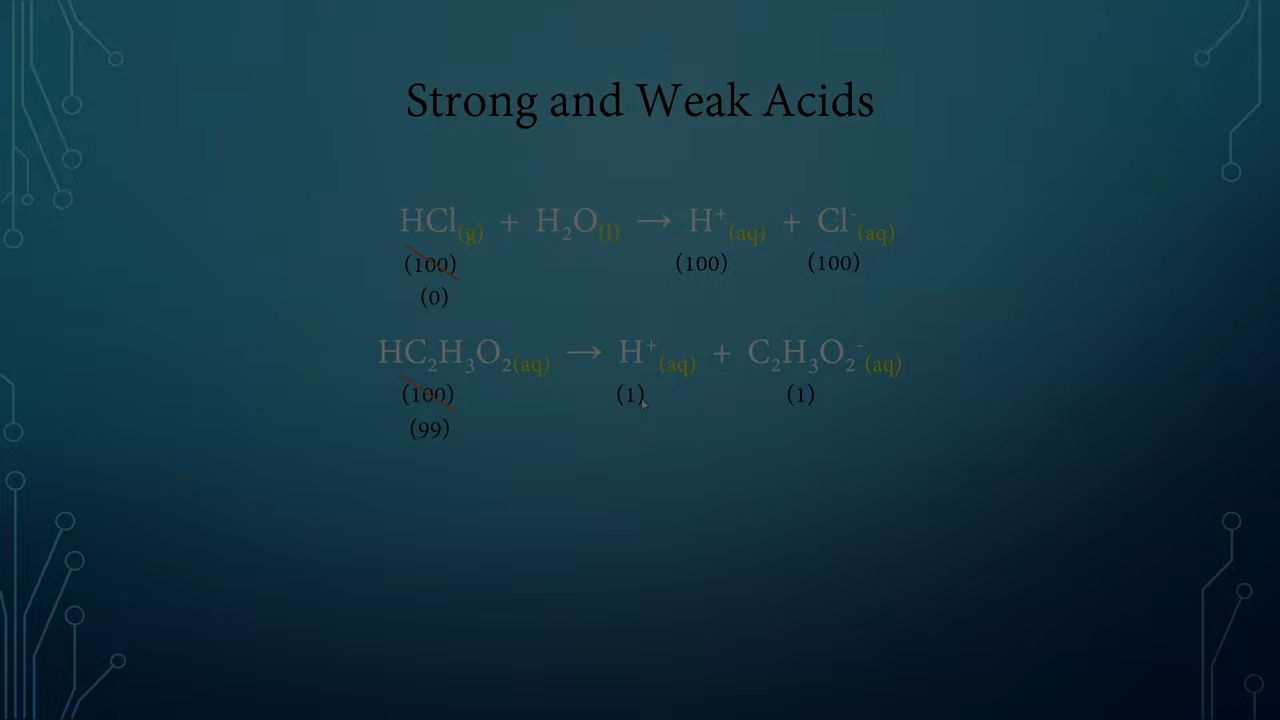 Strong and Weak Acids
HCl(g) + H₂O(l) → H⁺(aq) + Cl⁻(aq)
(100) (100) (100)
(0)
HC₂H₃O₂(aq) → H⁺(aq) + C₂H₃O₂⁻(aq)
(100) (1) (1)
(99)